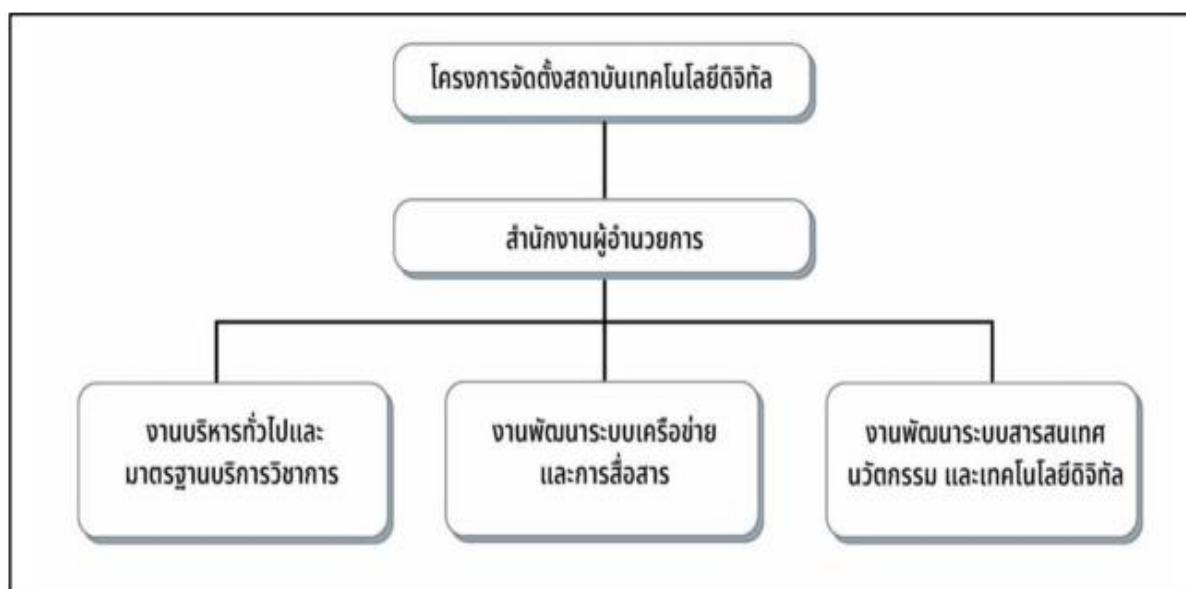 โครงการจัดตั้งสถาบันเทคโนโลยีดิจิทัล
สำนักงานผู้อำนวยการ
งานบริหารทั่วไปและ
มาตรฐานบริการวิชาการ
งานพัฒนาระบบเครือข่าย
และการสื่อสาร
งานพัฒนาระบบสารสนเทศ
นวัตกรรม และเทคโนโลยีดิจิทัล